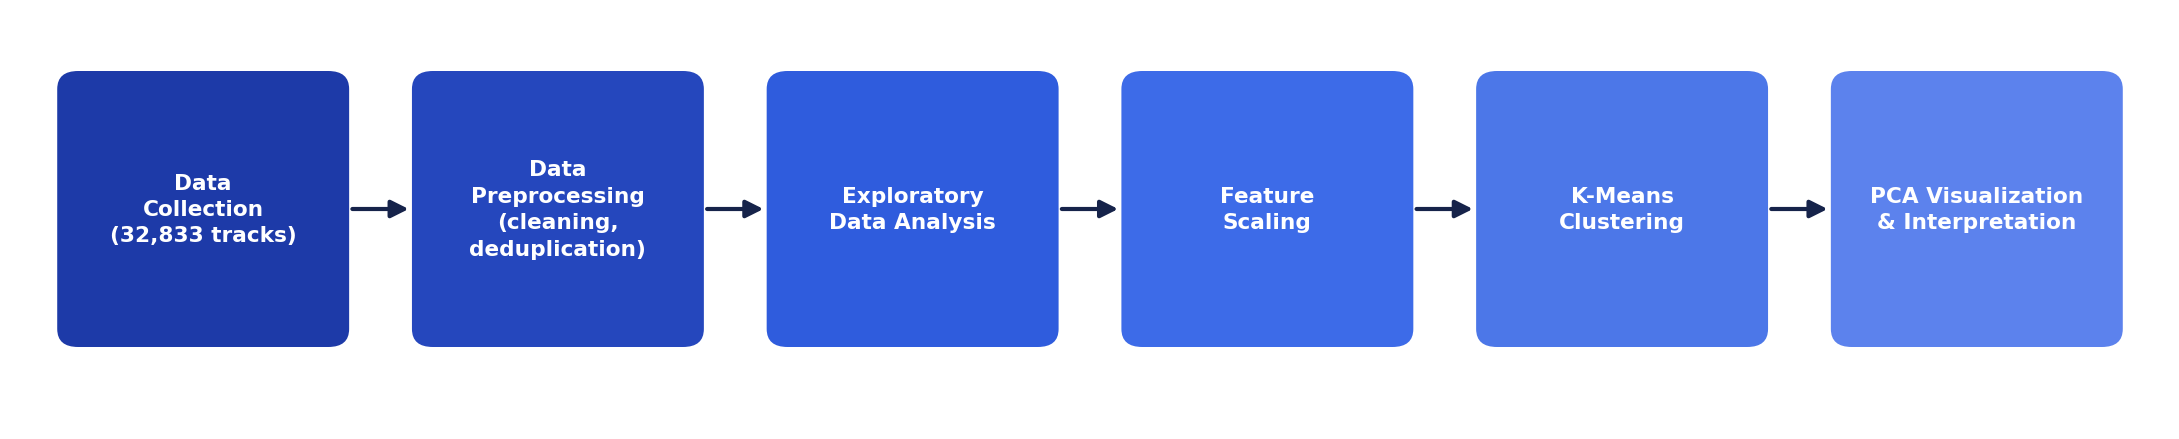 Data
Collection
(32,833 tracks)
Data
Preprocessing
(cleaning,
deduplication)
Exploratory
Data Analysis
Feature
Scaling
K-Means
Clustering
PCA Visualization
& Interpretation